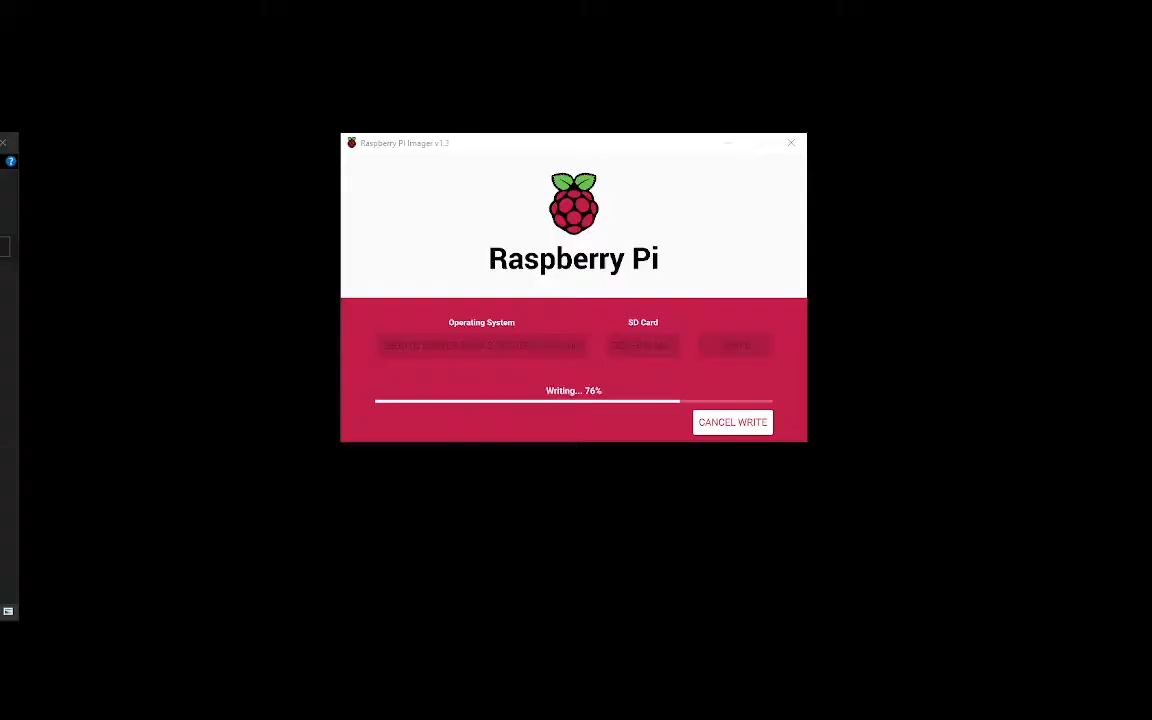 Raspberry Pi Imager v1.3
Raspberry Pi
Operating System
SD Card
Writing... 76%
CANCEL WRITE
?